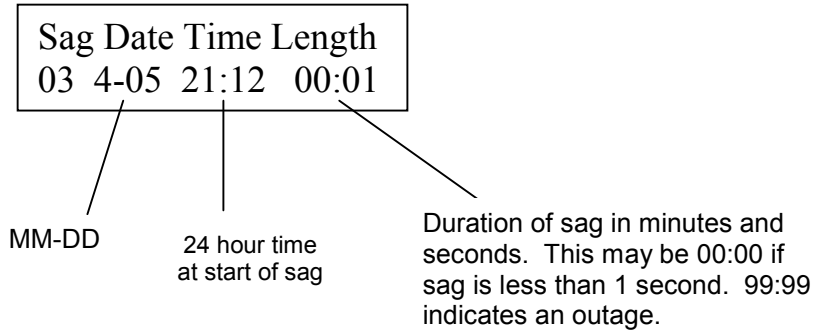 Sag Date Time Length
03 4-05 21:12 00:01
MM-DD
24 hour time
at start of sag
Duration of sag in minutes and
seconds. This may be 00:00 if
sag is less than 1 second. 99:99
indicates an outage.